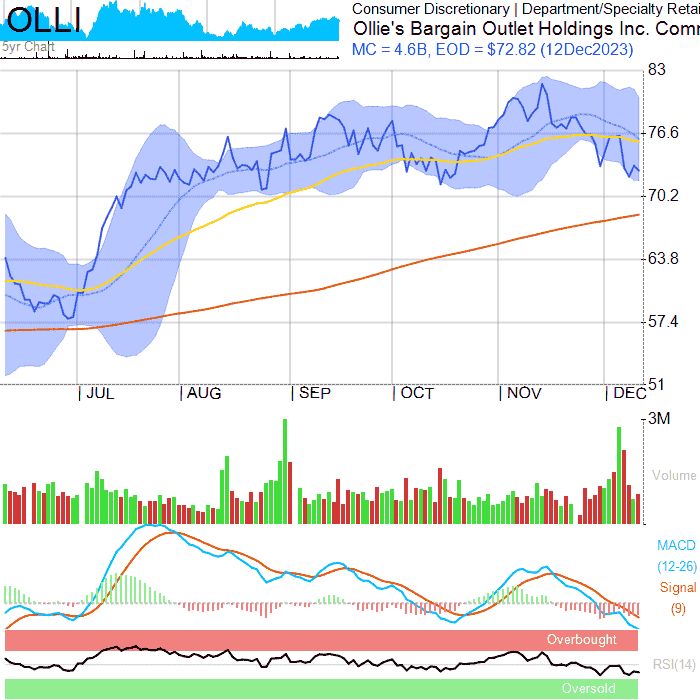 OLLI
5yr Chart
Consumer Discretionary | Department/Specialty Retai
Ollie's Bargain Outlet Holdings Inc. Comm
MC = 4.6B, EOD = $72.82 (12Dec2023)
83
76.6
70.2
63.8
57.4
51
JUL AUG SEP OCT NOV DEC
3M
Volume
MACD
(12-26)
Signal
(9)
Overbought
RSI(14)
Oversold